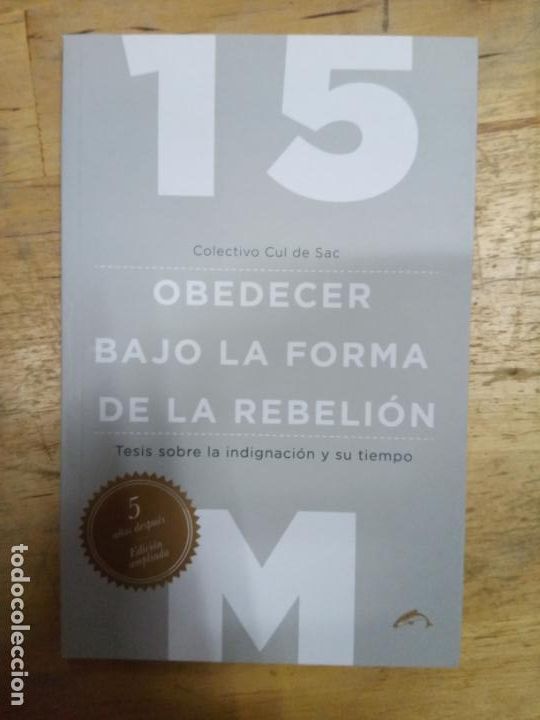 15
Colectivo Cul de Sac
OBEDECER
BAJO LA FORMA
DE LA REBELIÓN
Tesis sobre la indignación y su tiempo
5
años después
Edición
ampliada
M
todocoleccion